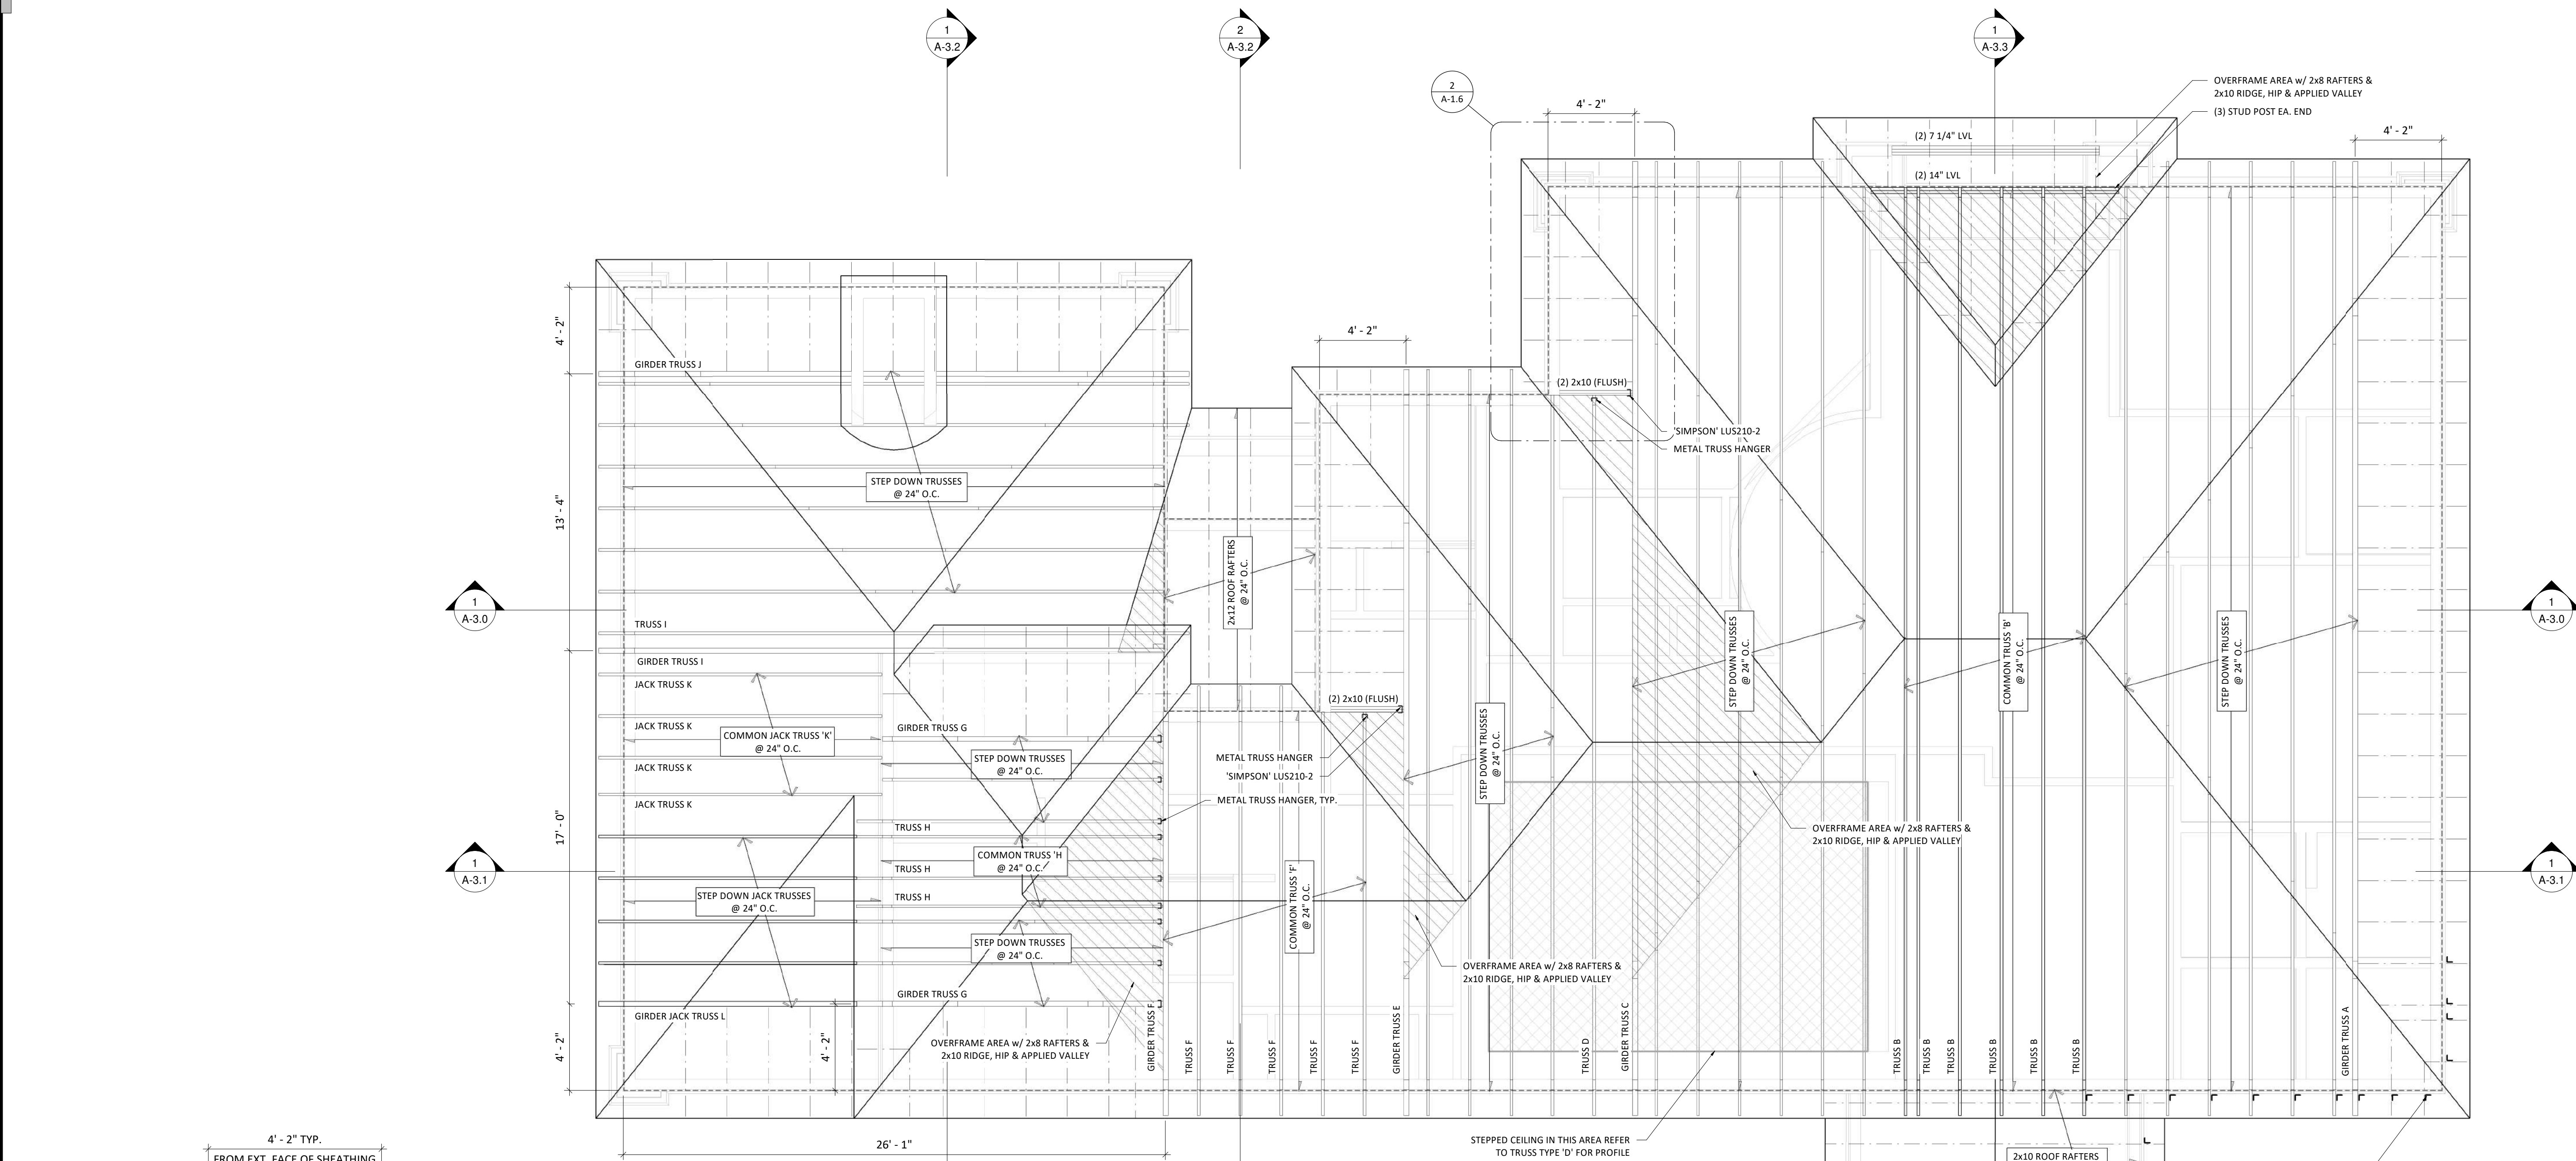 1
A-3.2
2
A-3.2
1
A-3.3
2
A-1.6
4' - 2"
OVERFRAME AREA w/ 2x8 RAFTERS &
2x10 RIDGE, HIP & APPLIED VALLEY
(3) STUD POST EA. END
4' - 2"
(2) 7 1/4" LVL
(2) 14" LVL
4' - 2"
4' - 2"
GIRDER TRUSS J
(2) 2x10 (FLUSH)
'SIMPSON' LUS210-2
METAL TRUSS HANGER
STEP DOWN TRUSSES
@ 24" O.C.
13' - 4"
2x12 ROOF RAFTERS
@ 24" O.C.
1
A-3.0
1
A-3.0
TRUSS I
GIRDER TRUSS I
JACK TRUSS K
STEP DOWN TRUSSES
@ 24" O.C.
COMMON TRUSS 'B'
@ 24" O.C.
STEP DOWN TRUSSES
@ 24" O.C.
(2) 2x10 (FLUSH)
JACK TRUSS K
GIRDER TRUSS G
COMMON JACK TRUSS 'K'
@ 24" O.C.
STEP DOWN TRUSSES
@ 24" O.C.
STEP DOWN TRUSSES
@ 24" O.C.
METAL TRUSS HANGER
'SIMPSON' LUS210-2
JACK TRUSS K
METAL TRUSS HANGER, TYP.
JACK TRUSS K
17' - 0"
TRUSS H
OVERFRAME AREA w/ 2x8 RAFTERS &
2x10 RIDGE, HIP & APPLIED VALLEY
COMMON TRUSS 'H
@ 24" O.C.
TRUSS H
1
A-3.1
1
A-3.1
STEP DOWN JACK TRUSSES
@ 24" O.C.
TRUSS H
COMMON TRUSS 'F'
@ 24" O.C.
STEP DOWN TRUSSES
@ 24" O.C.
OVERFRAME AREA w/ 2x8 RAFTERS &
2x10 RIDGE, HIP & APPLIED VALLEY
GIRDER TRUSS G
GIRDER JACK TRUSS L
4' - 2"
4' - 2"
OVERFRAME AREA w/ 2x8 RAFTERS &
2x10 RIDGE, HIP & APPLIED VALLEY
GIRDER TRUSS F
TRUSS F
TRUSS F
TRUSS F
TRUSS F
TRUSS F
GIRDER TRUSS E
TRUSS D
GIRDER TRUSS C
TRUSS B
TRUSS B
TRUSS B
TRUSS B
TRUSS B
TRUSS B
GIRDER TRUSS A
4' - 2" TYP.
FROM EXT. FACE OF SHEATHING
26' - 1"
STEPPED CEILING IN THIS AREA REFER
TO TRUSS TYPE 'D' FOR PROFILE
2x10 ROOF RAFTERS